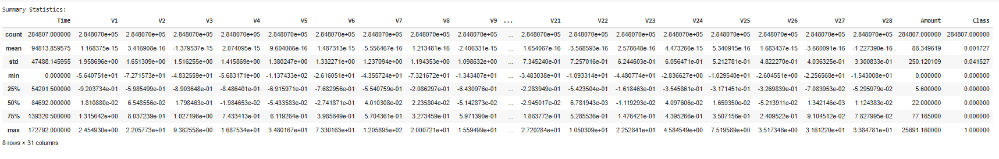 Summary Statistics:
Time V1 V2 V3 V4 V5 V6 V7 V8 V9 ... V21 V22 V23 V24 V25 V26 V27 V28 Amount Class
count 284807.000000 2.848070e+05 2.848070e+05 2.848070e+05 2.848070e+05 2.848070e+05 2.848070e+05 2.848070e+05 2.848070e+05 2.848070e+05 ... 2.848070e+05 2.848070e+05 2.848070e+05 2.848070e+05 2.848070e+05 2.848070e+05 2.848070e+05 2.848070e+05 284807.000000 284807.000000
mean 94813.859575 1.168375e-15 3.416908e-16 -1.379537e-15 2.074095e-15 9.604066e-16 1.487313e-15 -5.556467e-16 1.213481e-16 -2.406331e-15 ... 1.654067e-16 -3.568593e-16 2.578648e-16 4.473266e-15 5.340915e-16 1.683437e-15 -3.660091e-16 -1.227390e-16 88.349619 0.001727
std 47488.145955 1.958696e+00 1.651309e+00 1.516255e+00 1.415869e+00 1.380247e+00 1.332271e+00 1.237094e+00 1.194353e+00 1.098632e+00 ... 7.345240e-01 7.257016e-01 6.244603e-01 6.056471e-01 5.212781e-01 4.822270e-01 4.036325e-01 3.300833e-01 250.120109 0.041527
min 0.000000 -5.640751e+01 -7.271573e+01 -4.832559e+01 -5.683171e+00 -1.137433e+02 -2.616051e+01 -4.355724e+01 -7.321672e+01 -1.343407e+01 ... -3.483038e+01 -1.093314e+01 -4.480774e+01 -2.836627e+00 -1.029540e+01 -2.604551e+00 -2.256568e+01 -1.543008e+01 0.000000 0.000000
25% 54201.500000 -9.203734e-01 -5.985499e-01 -8.903648e-01 -8.486401e-01 -6.915971e-01 -7.682956e-01 -5.540759e-01 -2.086297e-01 -6.430976e-01 ... -2.283949e-01 -5.423504e-01 -1.618463e-01 -3.545861e-01 -3.171451e-01 -3.269839e-01 -7.083953e-02 -5.295979e-02 5.600000 0.000000
50% 84692.000000 1.810880e-02 6.548556e-02 1.798463e-01 -1.984653e-02 -5.433583e-02 -2.741871e-01 4.010308e-02 2.235804e-02 -5.142873e-02 ... -2.945017e-02 6.781943e-03 -1.119293e-02 4.097606e-02 1.659350e-02 -5.213911e-02 1.342146e-03 1.124383e-02 22.000000 0.000000
75% 139320.500000 1.315642e+00 8.037239e-01 1.027196e+00 7.433413e-01 6.119264e-01 3.985649e-01 5.704361e-01 3.273459e-01 5.971390e-01 ... 1.863772e-01 5.285536e-01 1.476421e-01 4.395266e-01 3.507156e-01 2.409522e-01 9.104512e-02 7.827995e-02 77.165000 0.000000
max 172792.000000 2.454930e+00 2.205773e+01 9.382558e+00 1.687534e+01 3.480167e+01 7.330163e+01 1.205895e+02 2.000721e+01 1.559499e+01 ... 2.720284e+01 1.050309e+01 2.252841e+01 4.584549e+00 7.519589e+00 3.517346e+00 3.161220e+01 3.384781e+01 25691.160000 1.000000
8 rows × 31 columns